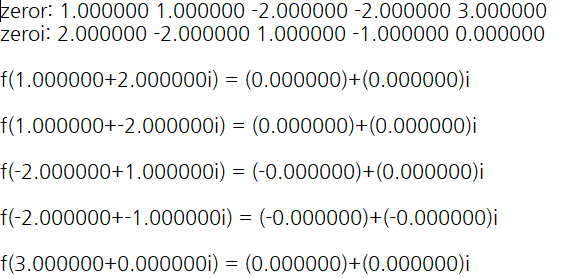 zeror: 1.000000 1.000000 -2.000000 -2.000000 3.000000
zeroi: 2.000000 -2.000000 1.000000 -1.000000 0.000000
f(1.000000+2.000000i) = (0.000000)+(0.000000)i
f(1.000000+-2.000000i) = (0.000000)+(0.000000)i
f(-2.000000+1.000000i) = (-0.000000)+(0.000000)i
f(-2.000000+-1.000000i) = (-0.000000)+(-0.000000)i
f(3.000000+0.000000i) = (0.000000)+(0.000000)i